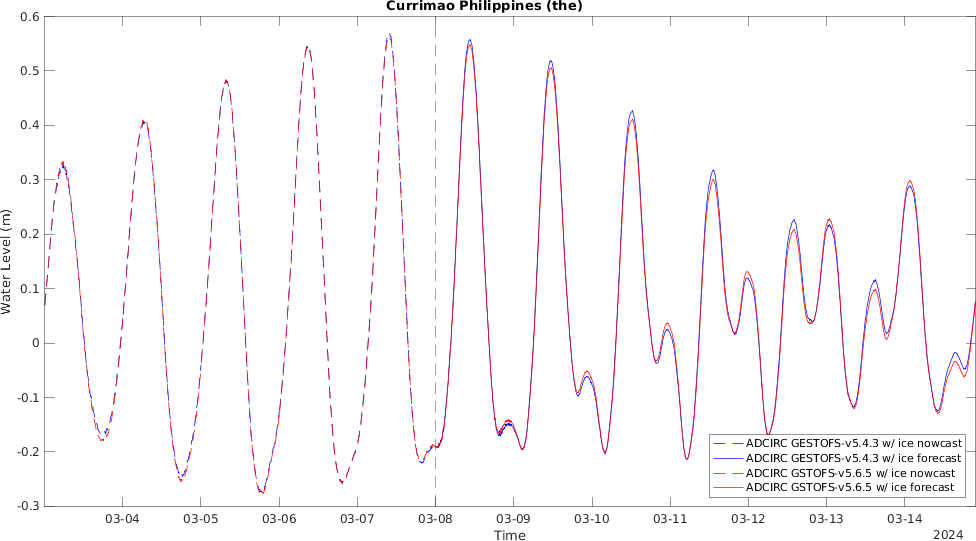 Currimao Philippines (the)
0.6
0.5
0.4
0.3
0.2
0.1
0
-0.1
-0.2
-0.3
Water Level (m)
ADCIRC GESTOFS-v5.4.3 w/ ice nowcast
ADCIRC GESTOFS-v5.4.3 w/ ice forecast
ADCIRC GSTOFS-v5.6.5 w/ ice nowcast
ADCIRC GSTOFS-v5.6.5 w/ ice forecast
03-04 03-05 03-06 03-07 03-08 03-09 03-10 03-11 03-12 03-13 03-14
Time
2024